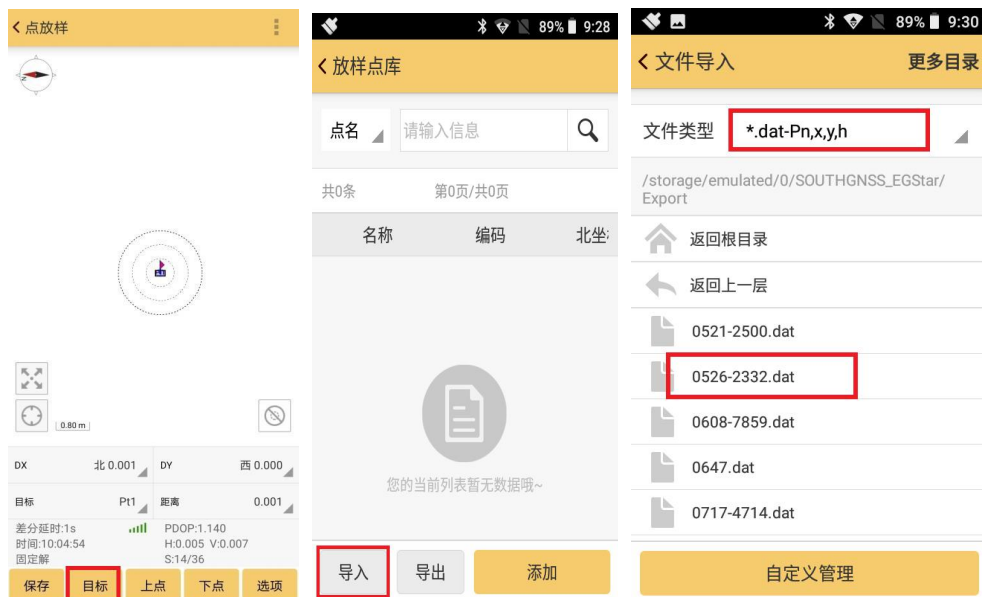 点放样
N
0.80 m
DX 北 0.001 DY 西 0.000
目标 Pt1 距离 0.001
差分延时:1s PDOP:1.140
时间:10:04:54 H:0.005 V:0.007
固定解 S:14/36
保存 目标 上点 下点 选项
89% 9:28
放样点库
点名 请输入信息
共0条 第0页/共0页
名称 编码 北坐
您的当前列表暂无数据哦~
导入 导出 添加
89% 9:30
文件导入 更多目录
文件类型 *.dat-Pn,x,y,h
/storage/emulated/0/SOUTHGNSS_EGStar/
Export
返回根目录
返回上一层
0521-2500.dat
0526-2332.dat
0608-7859.dat
0647.dat
0717-4714.dat
自定义管理